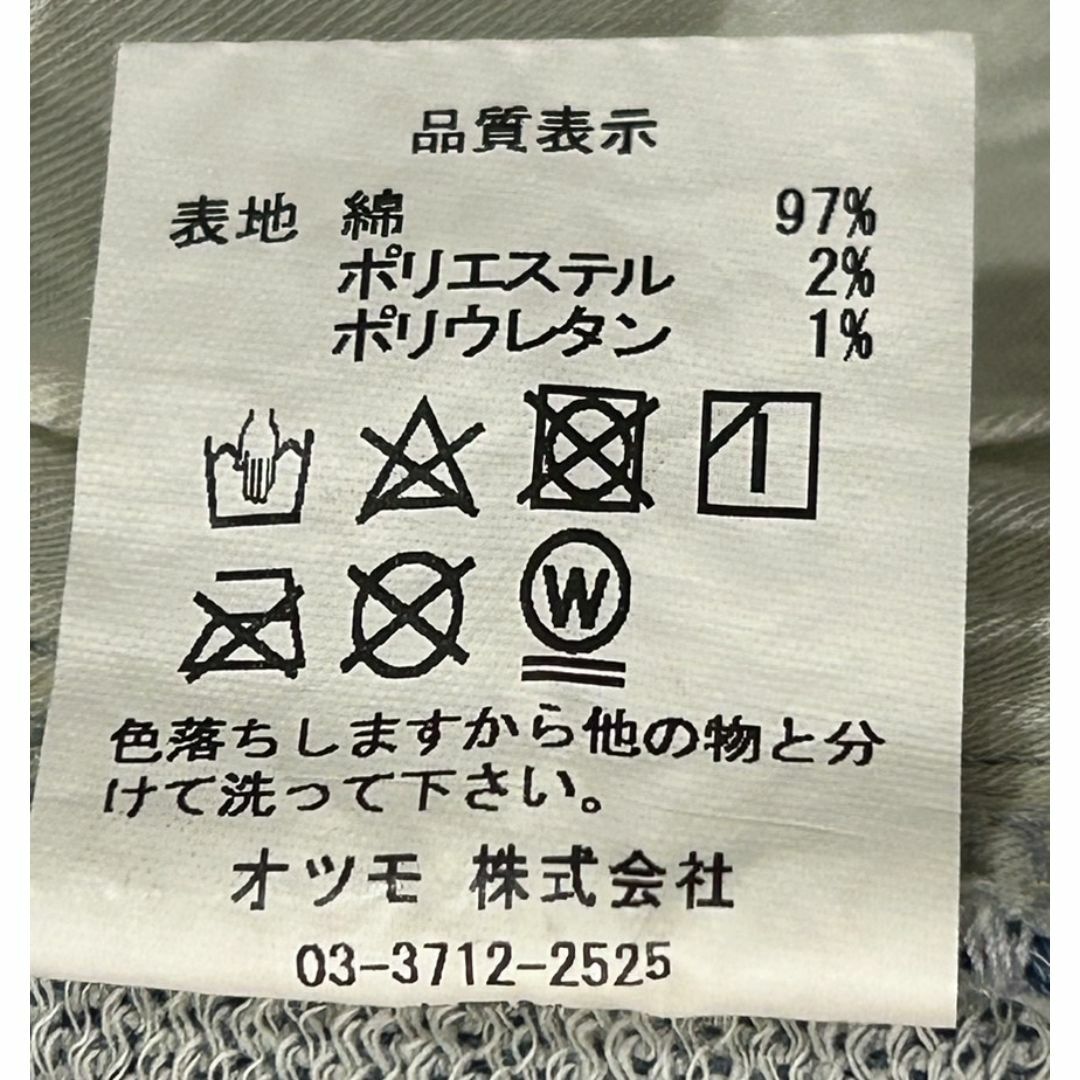 品質表示
表地 綿 97%
ポリエステル 2%
ポリウレタン 1%
W
色落ちしますから他の物と分
けて洗って下さい。
オツモ 株式会社
03-3712-2525